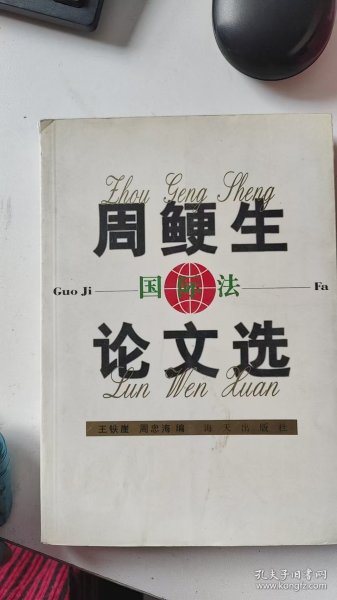 Zhou Geng Sheng
周鲠生
Guo Ji 国际法 Fa
论文选
Lun Wen Xuan
王铁崖 周忠海编 海天出版社
孔夫子旧书网